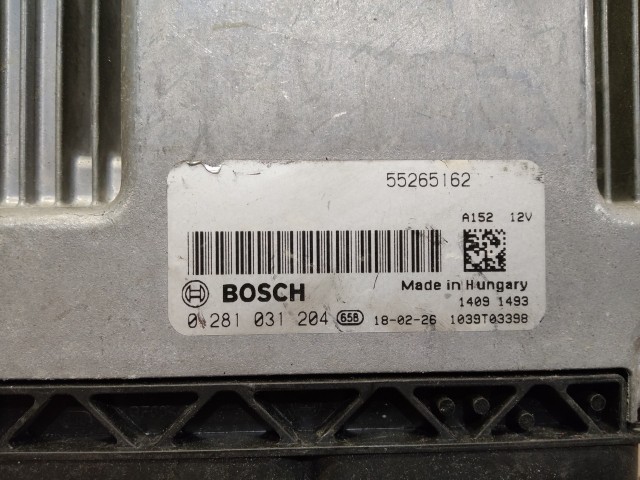 55265162
A152 12V
BOSCH
Made in Hungary
1409 1493
0 281 031 204 658 18-02-26 1039T03398